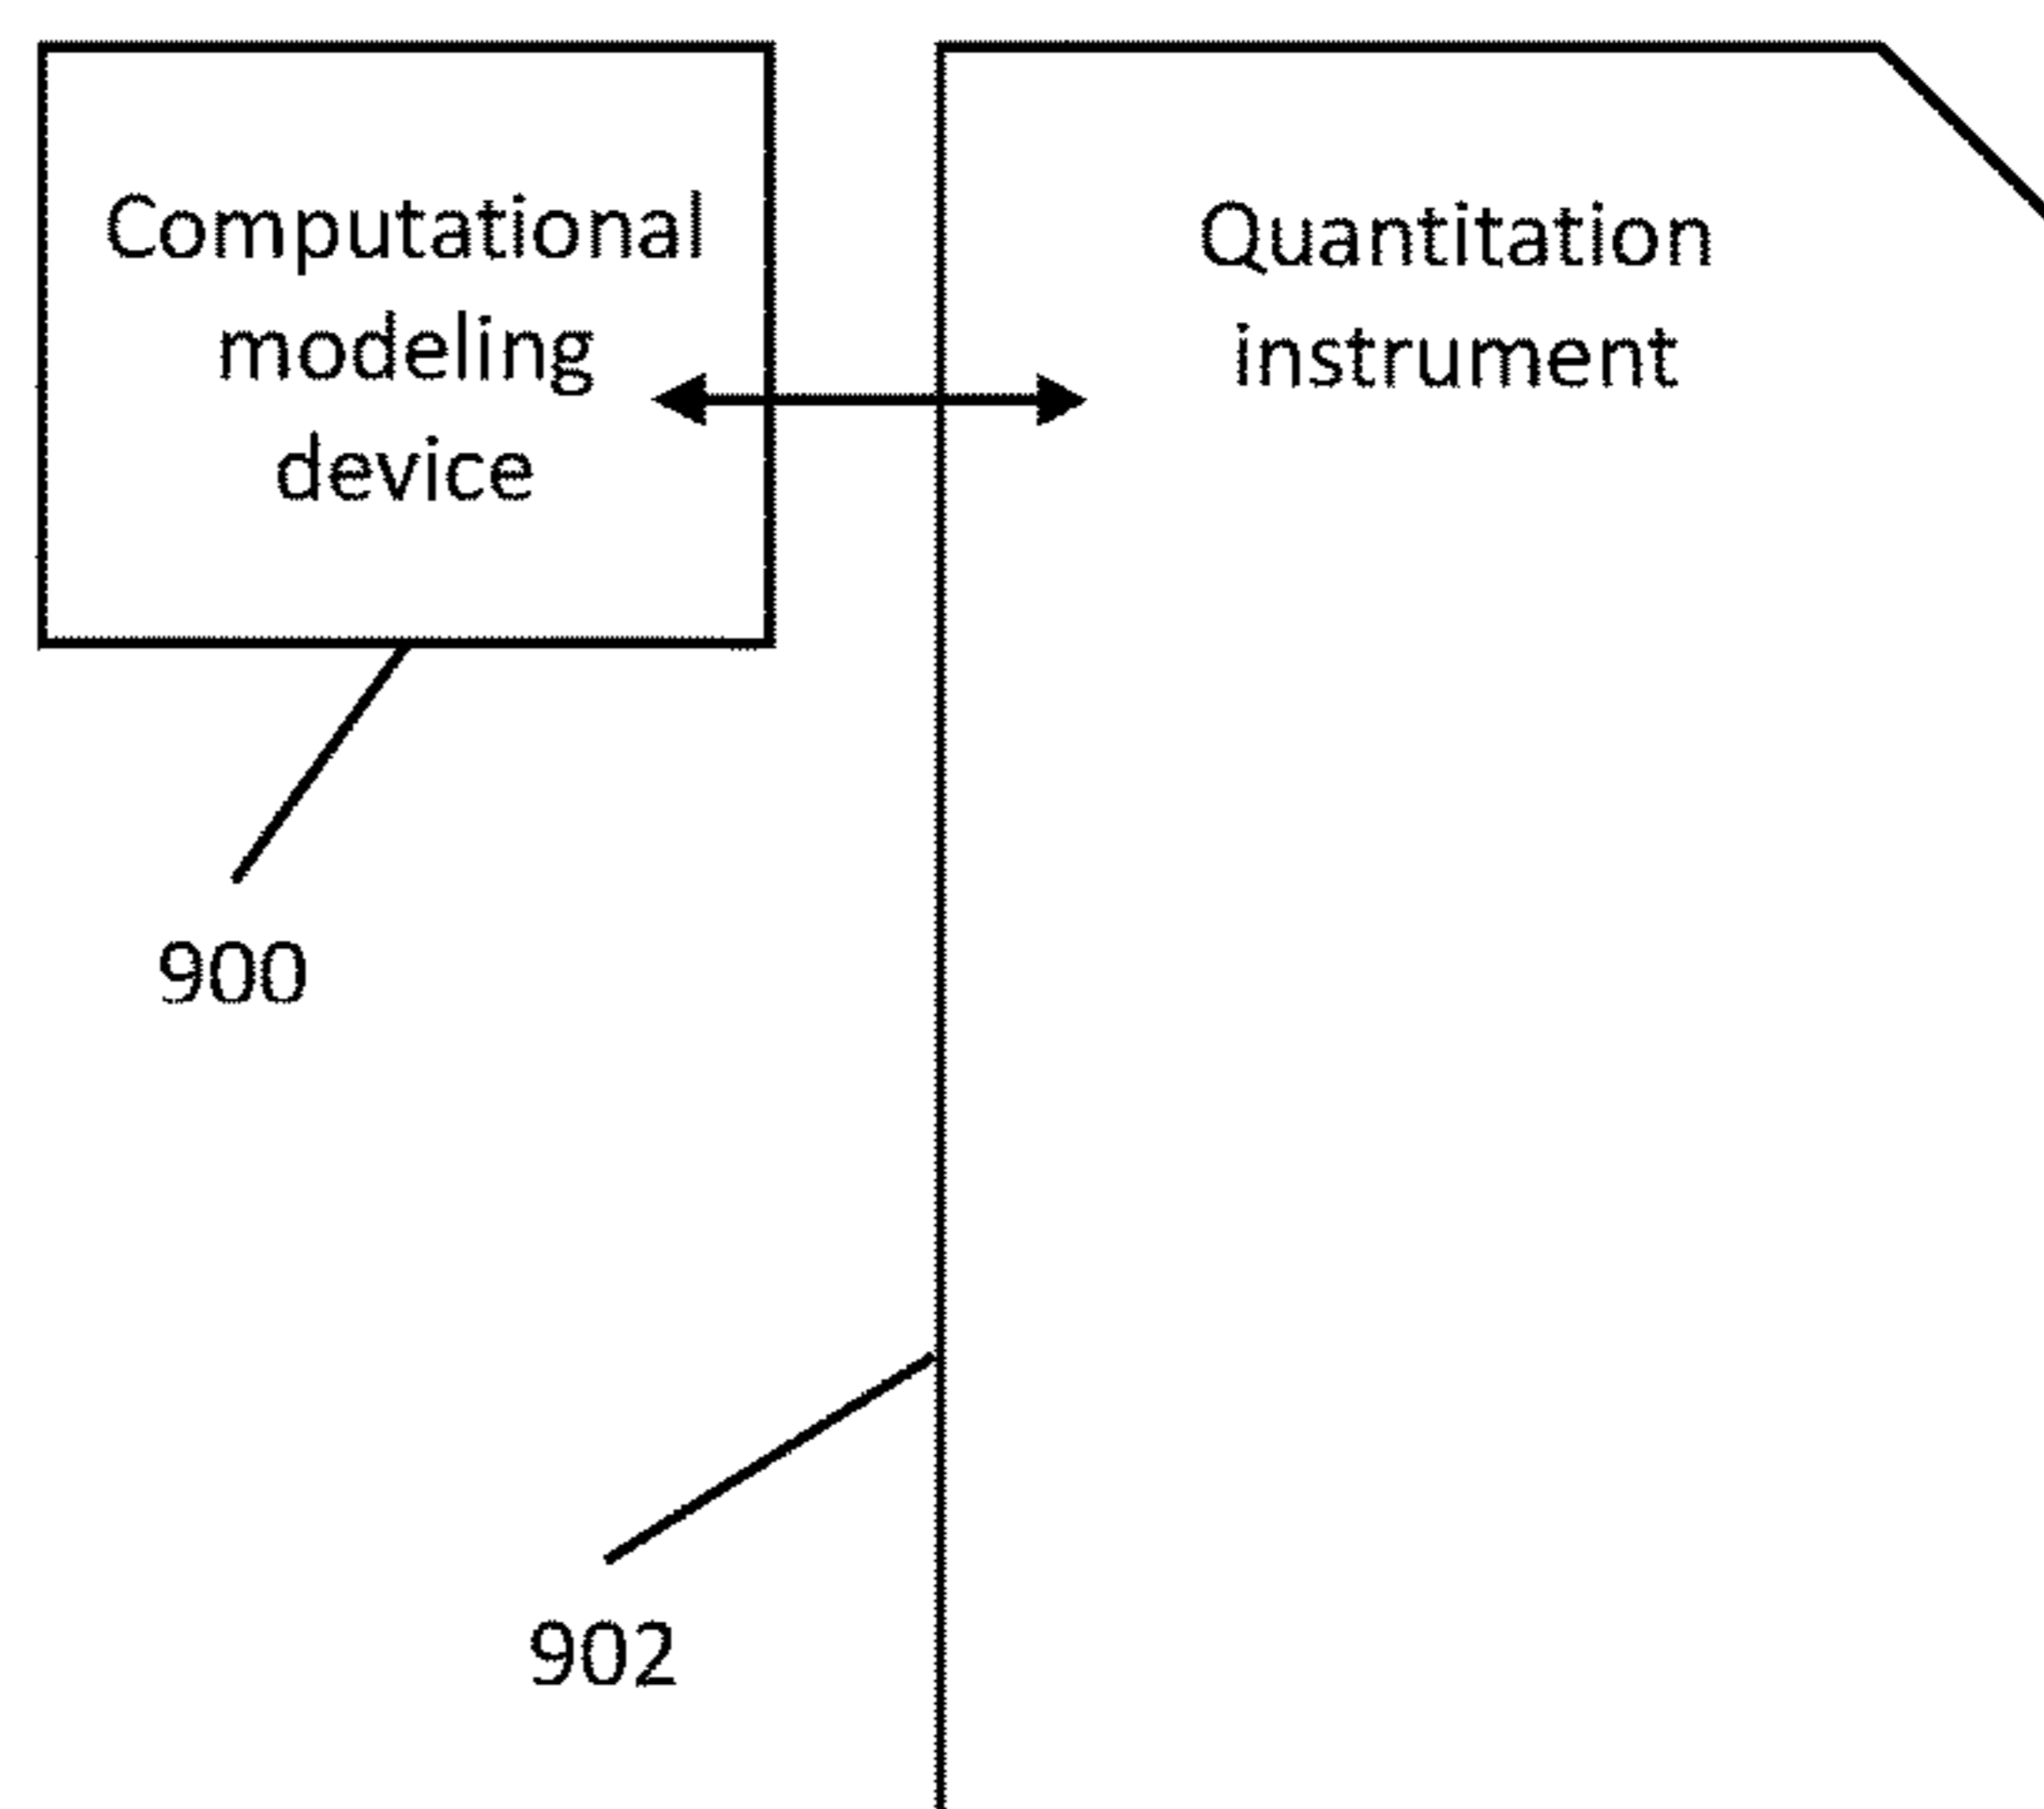 Computational
modeling
device
Quantitation
instrument
900
902